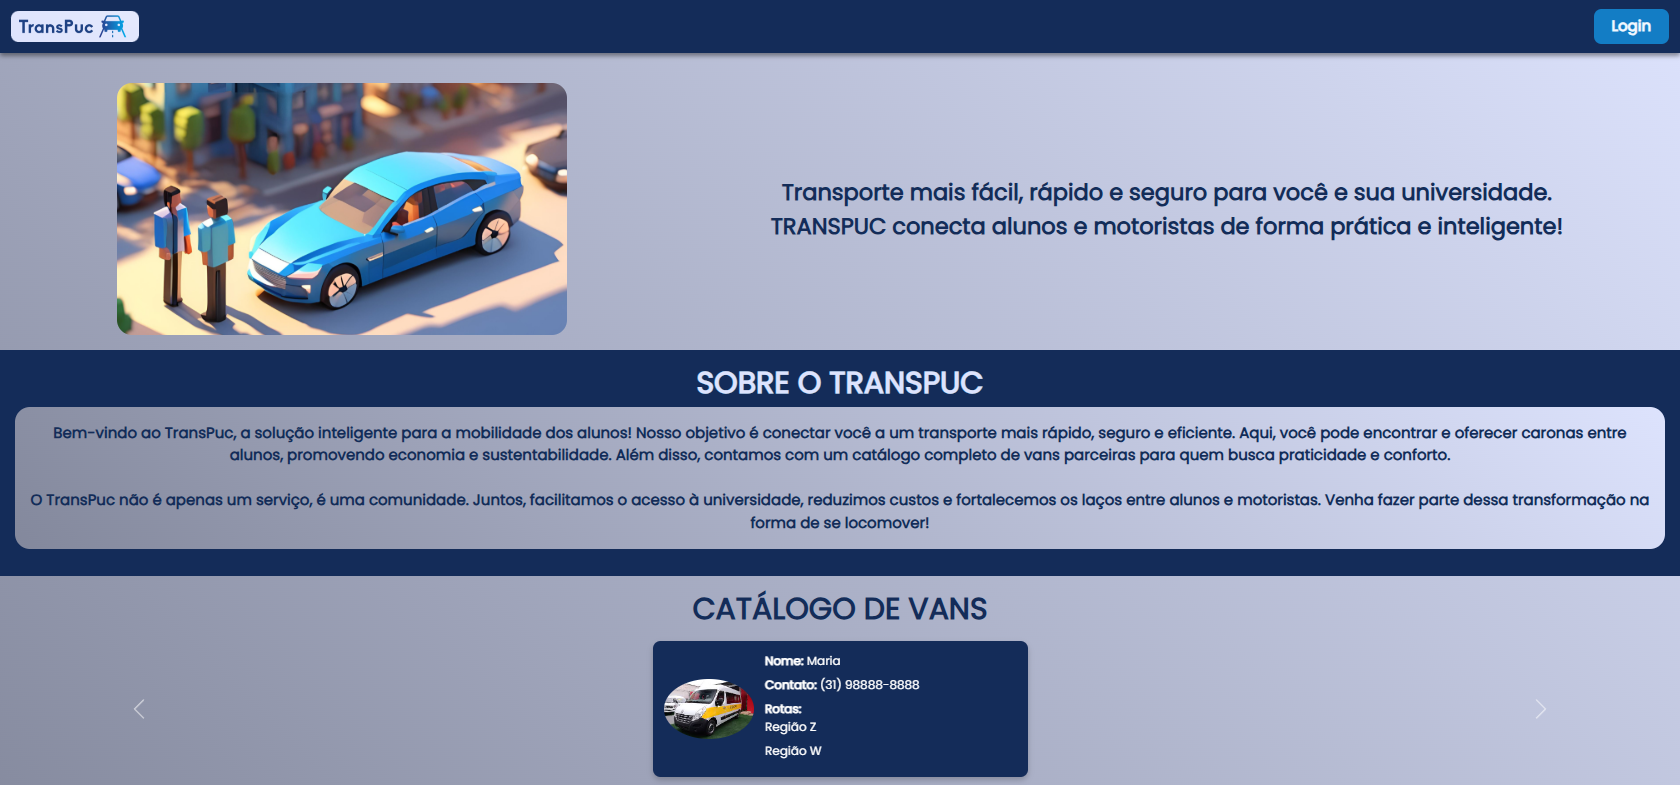 TransPuc
Login
Transporte mais fácil, rápido e seguro para você e sua universidade.
TRANSPUC conecta alunos e motoristas de forma prática e inteligente!
SOBRE O TRANSPUC
Bem-vindo ao TransPuc, a solução inteligente para a mobilidade dos alunos! Nosso objetivo é conectar você a um transporte mais rápido, seguro e eficiente. Aqui, você pode encontrar e oferecer caronas entre
alunos, promovendo economia e sustentabilidade. Além disso, contamos com um catálogo completo de vans parceiras para quem busca praticidade e conforto.
O TransPuc não é apenas um serviço, é uma comunidade. Juntos, facilitamos o acesso à universidade, reduzimos custos e fortalecemos os laços entre alunos e motoristas. Venha fazer parte dessa transformação na
forma de se locomover!
CATÁLOGO DE VANS
Nome: Maria
Contato: (31) 98888-8888
Rotas:
Região Z
Região W